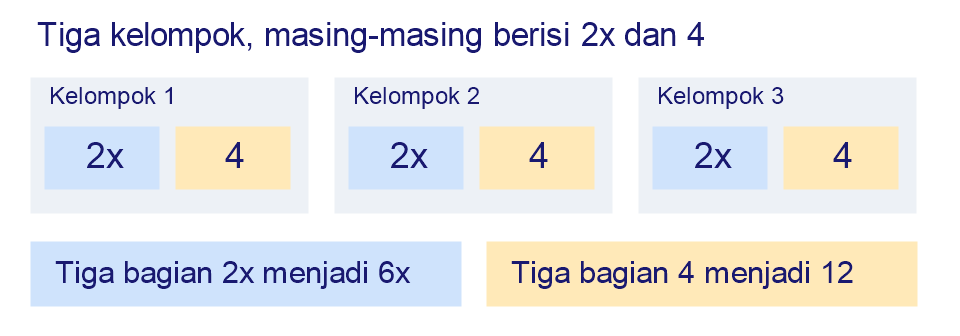 Tiga kelompok, masing-masing berisi 2x dan 4
Kelompok 1
2x 4
Kelompok 2
2x 4
Kelompok 3
2x 4
Tiga bagian 2x menjadi 6x
Tiga bagian 4 menjadi 12